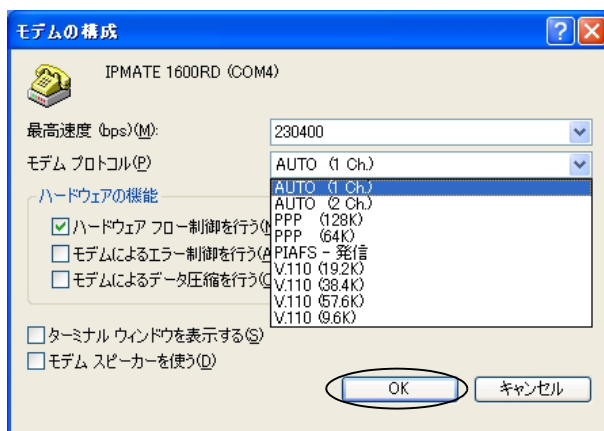 モデムの構成
IPMATE 1600RD (COM4)
最高速度 (bps)(M):
230400
モデム プロトコル(P)
AUTO (1 Ch.)
AUTO (1 Ch.)
AUTO (2 Ch.)
PPP (128K)
PPP (64K)
PIAFS - 発信
V.110 (19.2K)
V.110 (38.4K)
V.110 (57.6K)
V.110 (9.6K)
ハードウェアの機能
ハードウェア フロー制御を行う(N
モデムによるエラー制御を行う(A
モデムによるデータ圧縮を行う(C
ターミナル ウィンドウを表示する(S)
モデム スピーカーを使う(D)
OK
キャンセル